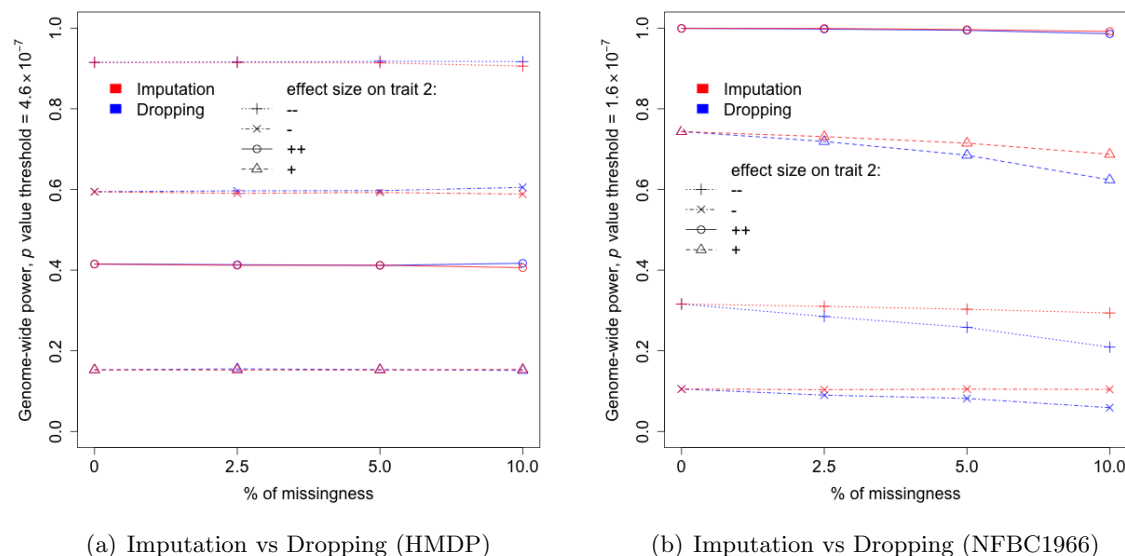 Genome-wide power, p value threshold = 4.6 × 10⁻⁷
1.0
0.8
0.6
0.4
0.2
0.0
Imputation
Dropping
effect size on trait 2:
--
-
++
+
0 2.5 5.0 10.0
% of missingness
(a) Imputation vs Dropping (HMDP)
Genome-wide power, p value threshold = 1.6 × 10⁻⁷
1.0
0.8
0.6
0.4
0.2
0.0
Imputation
Dropping
effect size on trait 2:
--
-
++
+
0 2.5 5.0 10.0
% of missingness
(b) Imputation vs Dropping (NFBC1966)